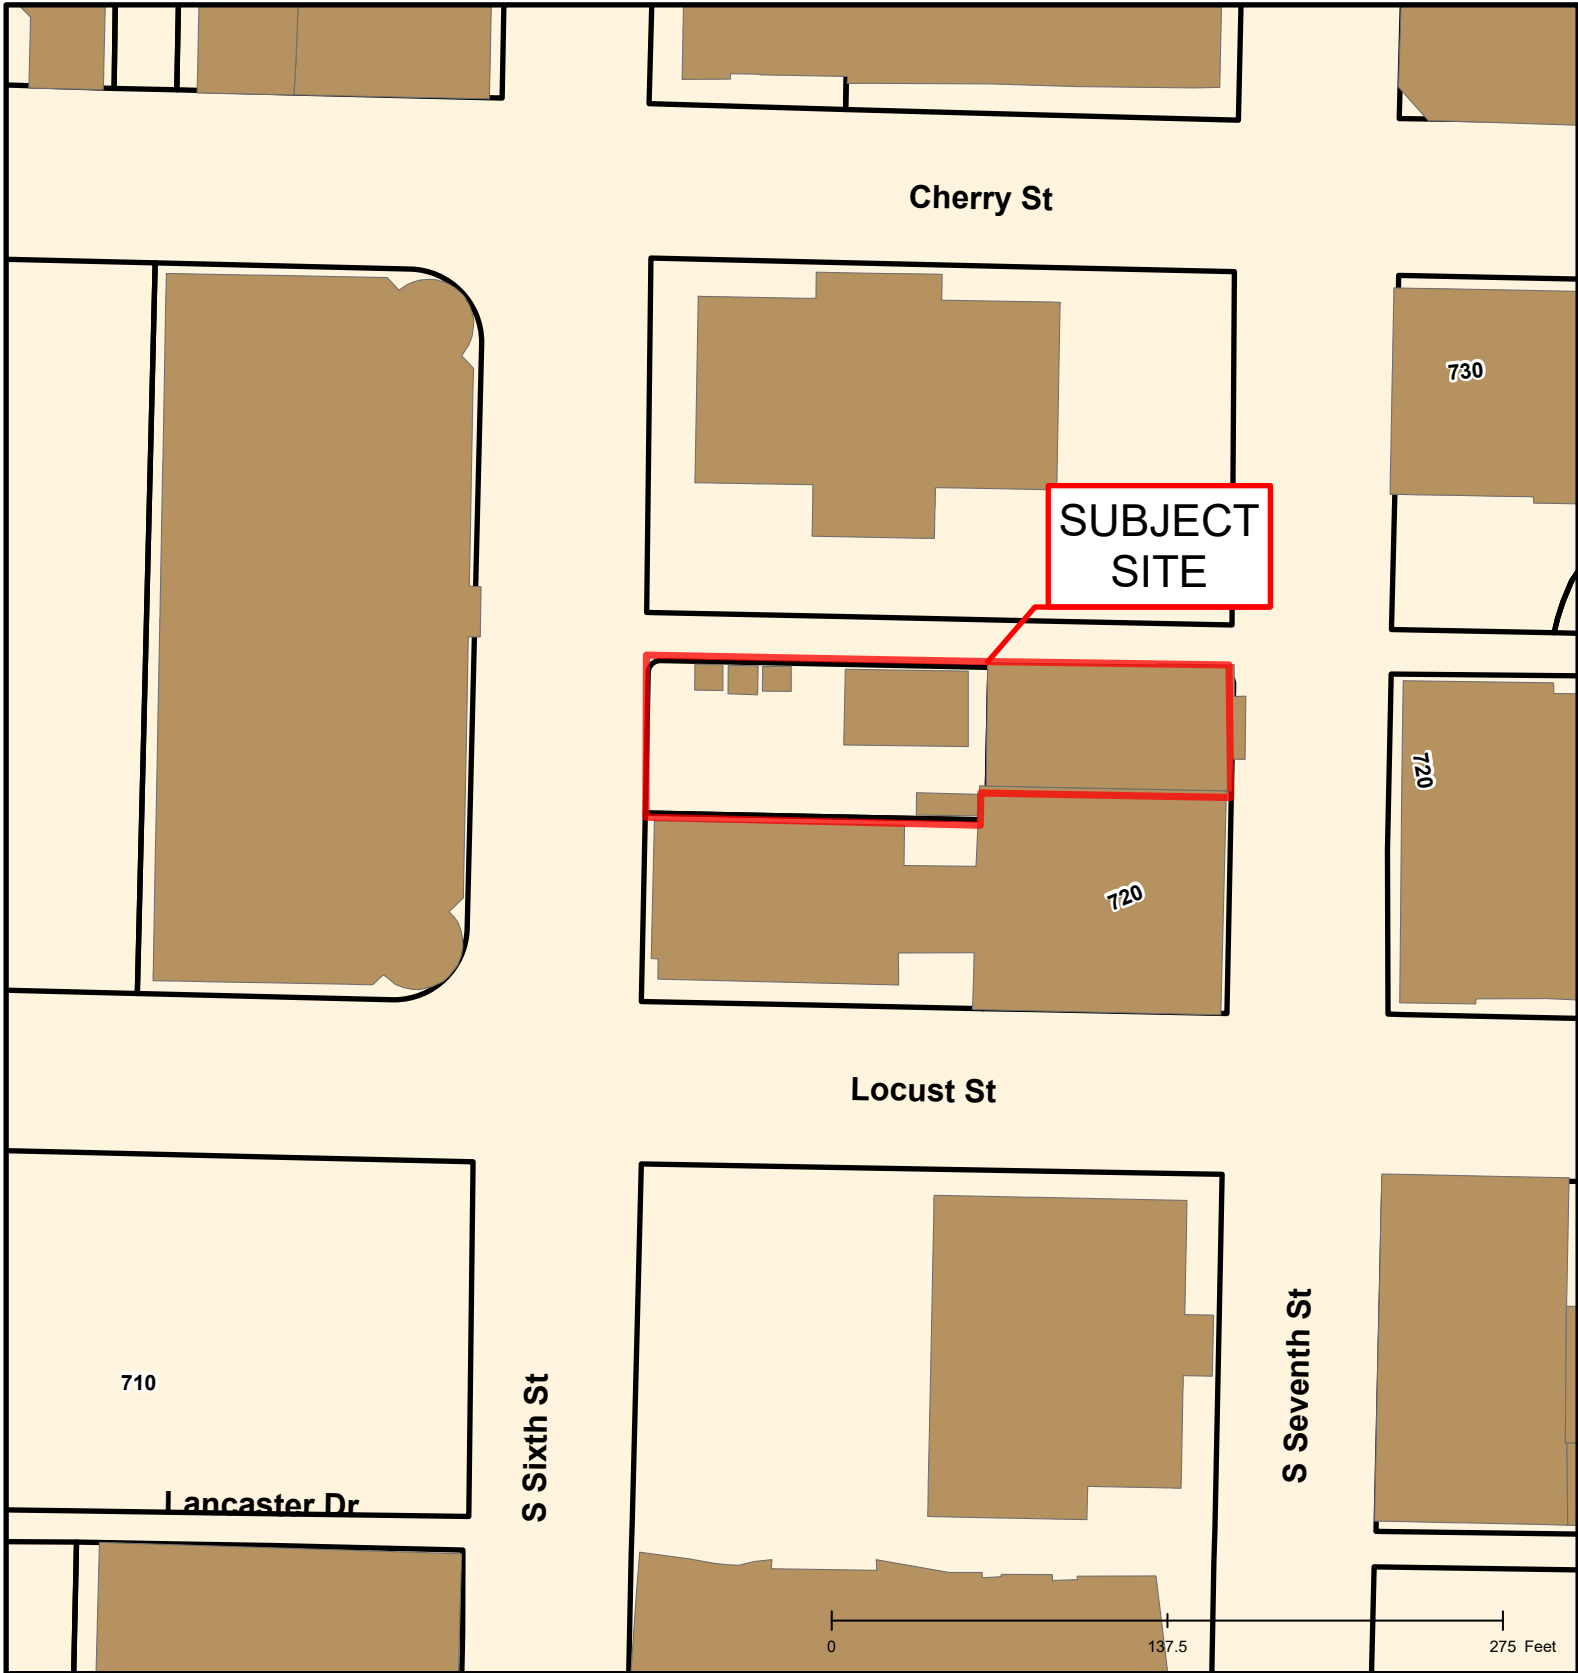 Cherry St
730
SUBJECT
SITE
720
720
Locust St
710
S Sixth St
S Seventh St
Lancaster Dr
0
137.5
275 Feet